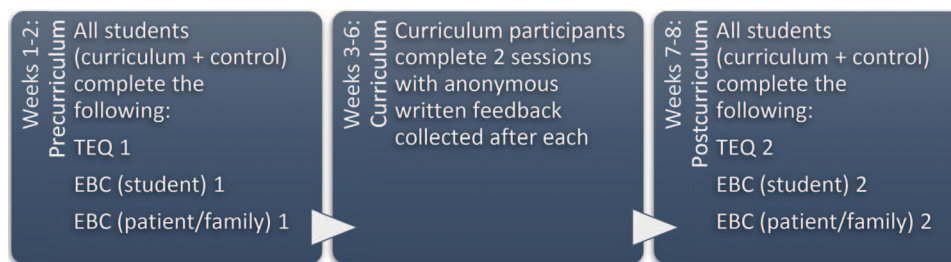 Weeks 1-2:
Precurriculum
All students
(curriculum + control)
complete the
following:
TEQ 1
EBC (student) 1
EBC (patient/family) 1
Weeks 3-6:
Curriculum
Curriculum participants
complete 2 sessions
with anonymous
written feedback
collected after each
Weeks 7-8:
Postcurriculum
All students
(curriculum + control)
complete the
following:
TEQ 2
EBC (student) 2
EBC (patient/family) 2